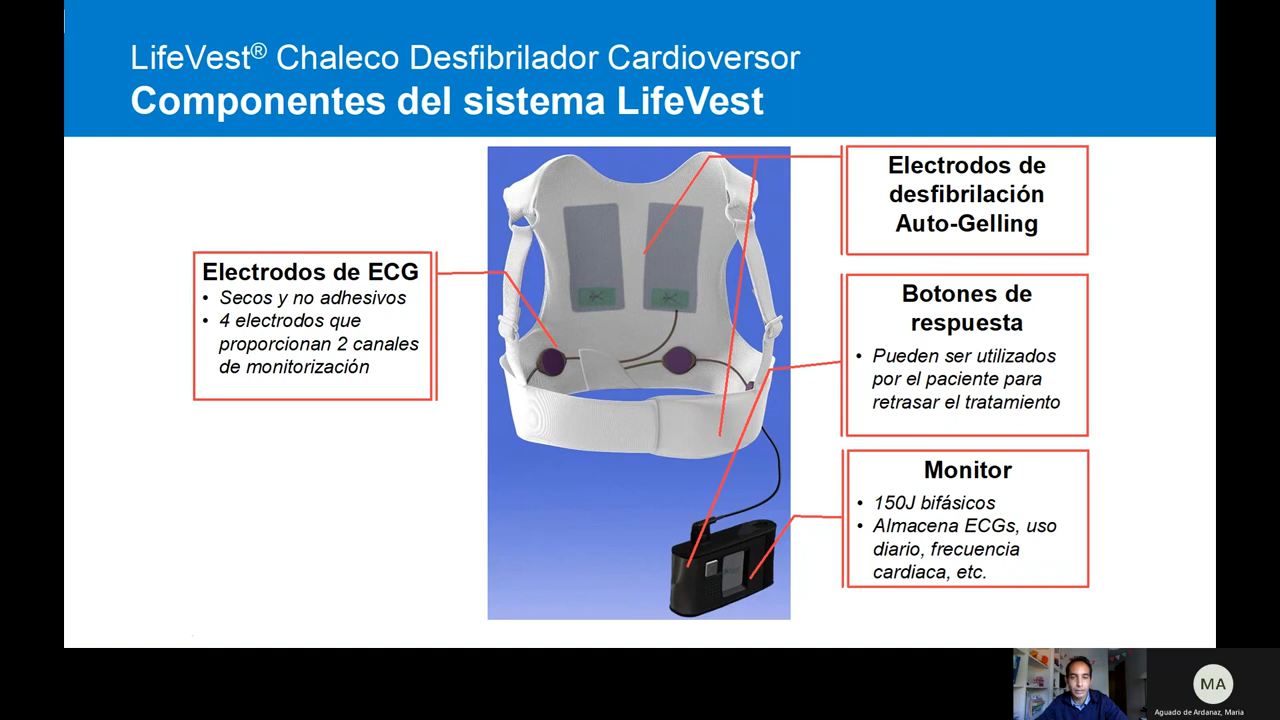 LifeVest® Chaleco Desfibrilador Cardioversor
Componentes del sistema LifeVest
Electrodos de ECG
• Secos y no adhesivos
• 4 electrodos que
proporcionan 2 canales
de monitorización
Electrodos de
desfibrilación
Auto-Gelling
Botones de
respuesta
• Pueden ser utilizados
por el paciente para
retrasar el tratamiento
Monitor
• 150J bifásicos
• Almacena ECGs, uso
diario, frecuencia
cardiaca, etc.
MA
Aguado de Ardanaz, Maria